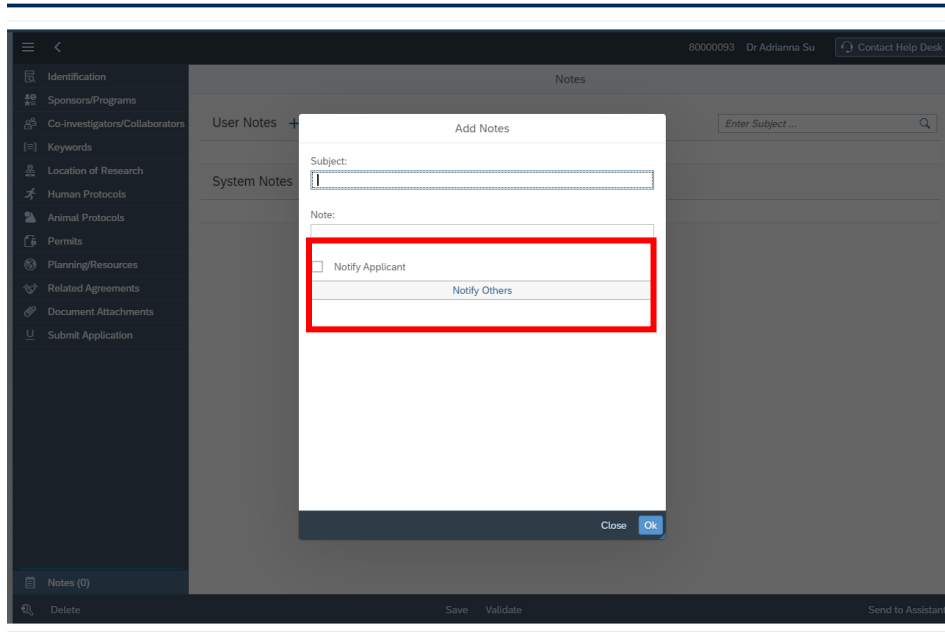 80000093 Dr Adrianna Su Contact Help Desk
Identification
Sponsors/Programs
Co-investigators/Collaborators
Keywords
Location of Research
Human Protocols
Animal Protocols
Permits
Planning/Resources
Related Agreements
Document Attachments
Submit Application
Notes (0)
Delete
Notes
User Notes +
Enter Subject ...
System Notes
Add Notes
Subject:
Note:
Notify Applicant
Notify Others
Close Ok
Save Validate
Send to Assistant